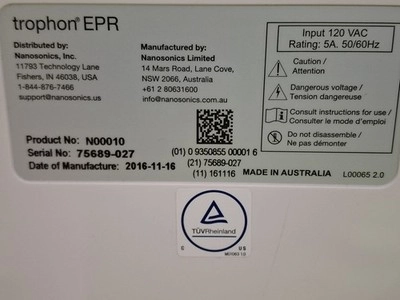 trophon® EPR
Distributed by:
Nanosonics, Inc.
11793 Technology Lane
Fishers, IN 46038, USA
1-844-876-7466
support@nanosonics.us
Manufactured by:
Nanosonics Limited
14 Mars Road, Lane Cove,
NSW 2066, Australia
+61 2 80631600
info@nanosonics.com.au
Input 120 VAC
Rating: 5A. 50/60Hz
Caution /
Attention
Dangerous voltage /
Tension dangereuse
Consult instructions for use /
Consulter le mode d'emploi
Do not disassemble /
Ne pas démonter
Product No: N00010
Serial No: 75689-027
Date of Manufacture: 2016-11-16
(01) 0 9350855 00001 6
(21) 75689-027
(11) 161116
MADE IN AUSTRALIA
L00065 2.0
TÜVRheinland
C US